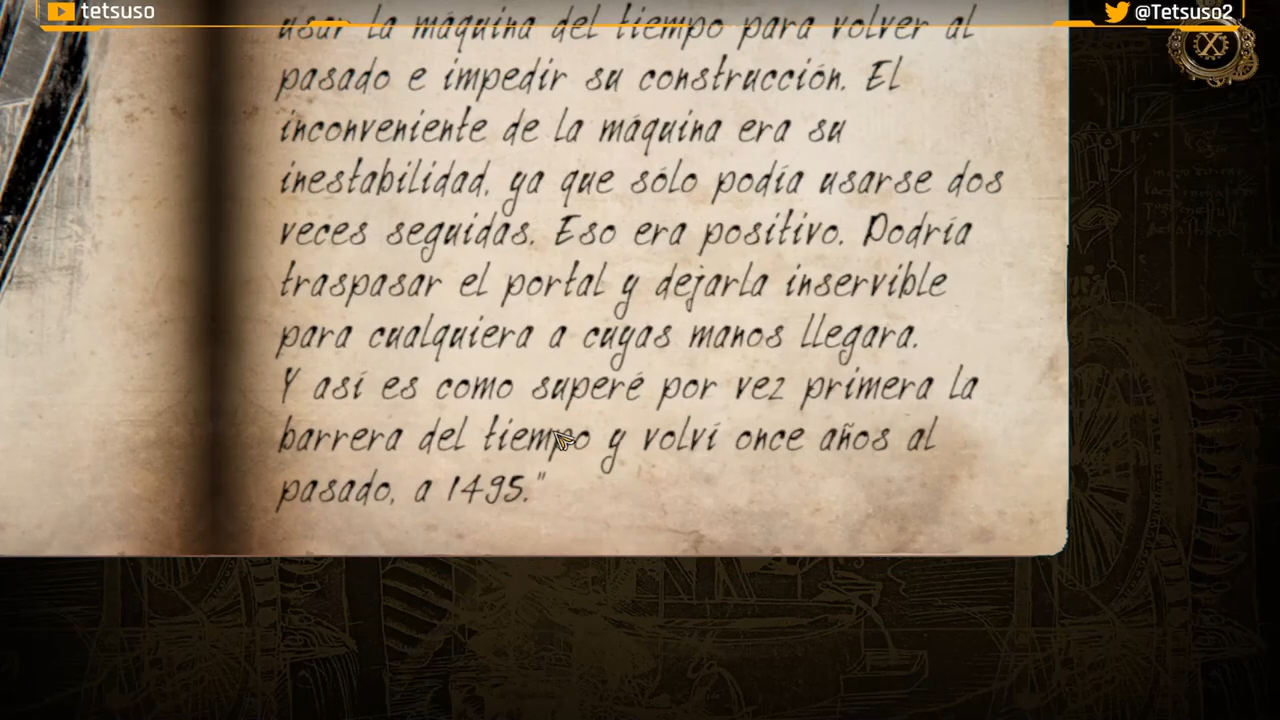 tetsuso
@Tetsuso2
usar la máquina del tiempo para volver al
pasado e impedir su construcción. El
inconveniente de la máquina era su
inestabilidad, ya que sólo podía usarse dos
veces seguidas. Eso era positivo. Podría
traspasar el portal y dejarla inservible
para cualquiera a cuyas manos llegara.
Y así es como superé por vez primera la
barrera del tiempo y volví once años al
pasado, a 1495."